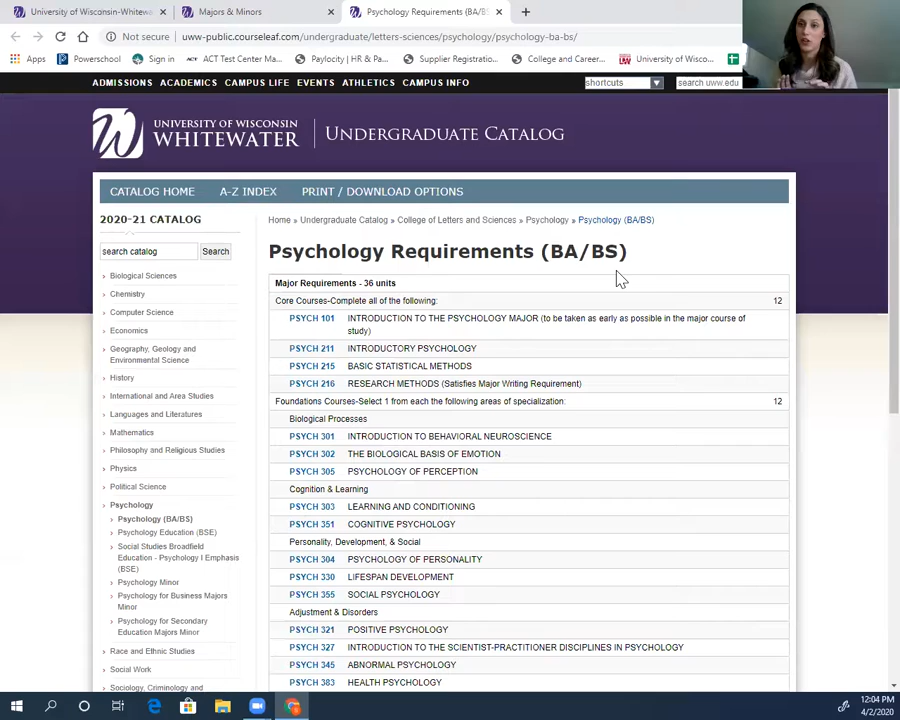 University of Wisconsin-Whitewater
Majors & Minors
Psychology Requirements (BA/BS
Not secure
uww-public.courseleaf.com/undergraduate/letters-sciences/psychology/psychology-ba-bs/
Apps
Powerschool
Sign in
ACT Test Center Ma...
Paylocity | HR & Pa...
Supplier Registratio...
College and Career...
University of Wisco...
ADMISSIONS ACADEMICS CAMPUS LIFE EVENTS ATHLETICS CAMPUS INFO
shortcuts
search uww.edu
UNIVERSITY OF WISCONSIN
WHITEWATER
UNDERGRADUATE CATALOG
CATALOG HOME A-Z INDEX PRINT / DOWNLOAD OPTIONS
2020-21 CATALOG
search catalog Search
Biological Sciences
Chemistry
Computer Science
Economics
Geography, Geology and
Environmental Science
History
International and Area Studies
Languages and Literatures
Mathematics
Philosophy and Religious Studies
Physics
Political Science
Psychology
Psychology (BA/BS)
Psychology Education (BSE)
Social Studies Broadfield
Education - Psychology I Emphasis
(BSE)
Psychology Minor
Psychology for Business Majors
Minor
Psychology for Secondary
Education Majors Minor
Race and Ethnic Studies
Social Work
Sociology, Criminology and
Home » Undergraduate Catalog » College of Letters and Sciences » Psychology » Psychology (BA/BS)
Psychology Requirements (BA/BS)
Major Requirements - 36 units
Core Courses-Complete all of the following: 12
PSYCH 101 INTRODUCTION TO THE PSYCHOLOGY MAJOR (to be taken as early as possible in the major course of
study)
PSYCH 211 INTRODUCTORY PSYCHOLOGY
PSYCH 215 BASIC STATISTICAL METHODS
PSYCH 216 RESEARCH METHODS (Satisfies Major Writing Requirement)
Foundations Courses-Select 1 from each the following areas of specialization: 12
Biological Processes
PSYCH 301 INTRODUCTION TO BEHAVIORAL NEUROSCIENCE
PSYCH 302 THE BIOLOGICAL BASIS OF EMOTION
PSYCH 305 PSYCHOLOGY OF PERCEPTION
Cognition & Learning
PSYCH 303 LEARNING AND CONDITIONING
PSYCH 351 COGNITIVE PSYCHOLOGY
Personality, Development, & Social
PSYCH 304 PSYCHOLOGY OF PERSONALITY
PSYCH 330 LIFESPAN DEVELOPMENT
PSYCH 355 SOCIAL PSYCHOLOGY
Adjustment & Disorders
PSYCH 321 POSITIVE PSYCHOLOGY
PSYCH 327 INTRODUCTION TO THE SCIENTIST-PRACTITIONER DISCIPLINES IN PSYCHOLOGY
PSYCH 345 ABNORMAL PSYCHOLOGY
PSYCH 383 HEALTH PSYCHOLOGY
12:04 PM
4/2/2020